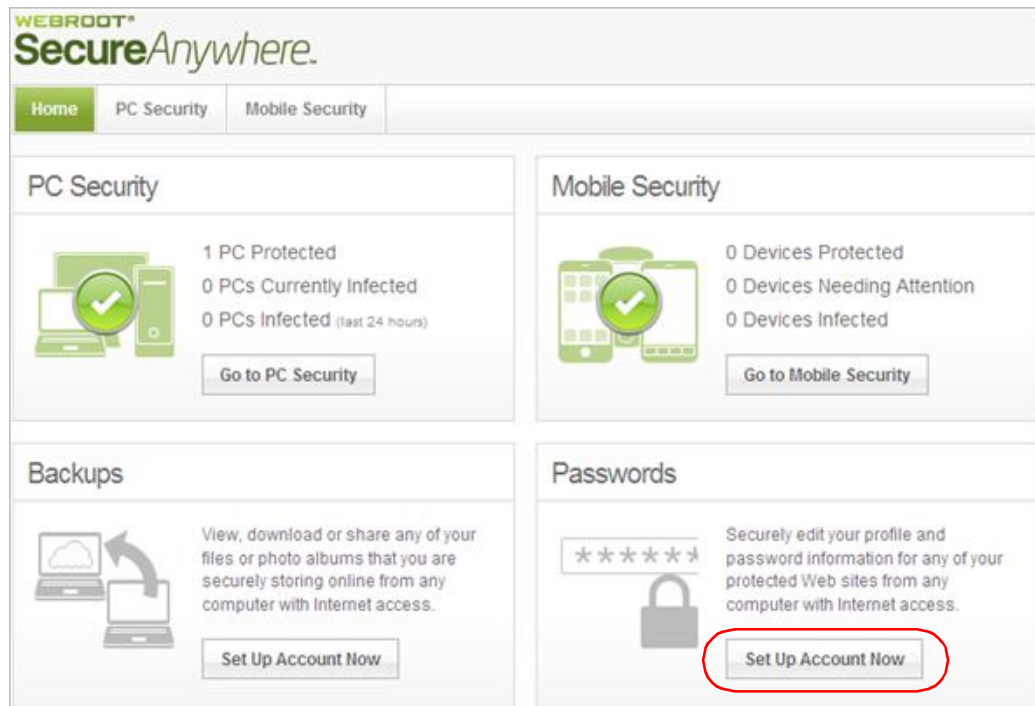 WEBROOT®
SecureAnywhere™
Home PC Security Mobile Security
PC Security
1 PC Protected
0 PCs Currently Infected
0 PCs Infected (last 24 hours)
Go to PC Security
Mobile Security
0 Devices Protected
0 Devices Needing Attention
0 Devices Infected
Go to Mobile Security
Backups
View, download or share any of your
files or photo albums that you are
securely storing online from any
computer with Internet access.
Set Up Account Now
Passwords
******
Securely edit your profile and
password information for any of your
protected Web sites from any
computer with Internet access.
Set Up Account Now